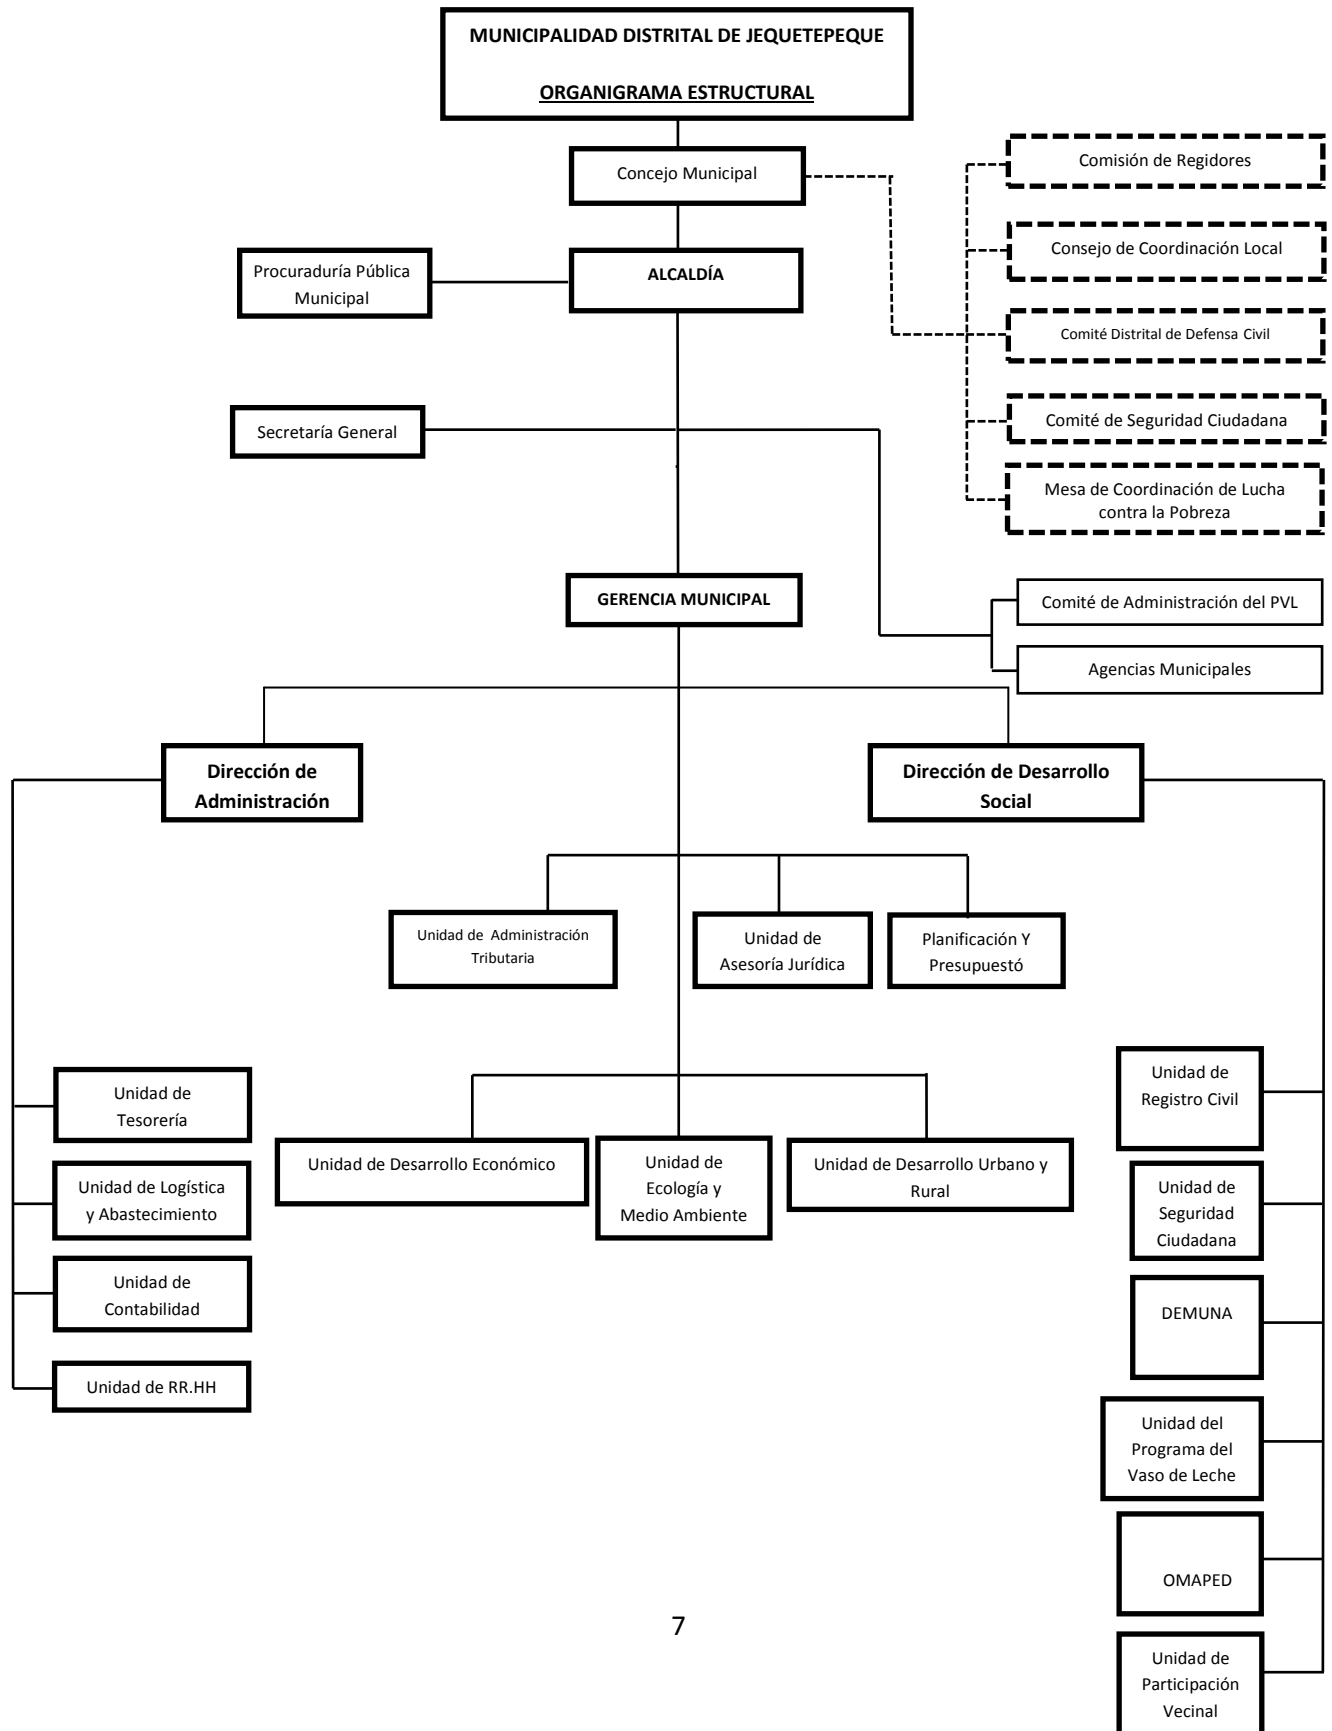 MUNICIPALIDAD DISTRITAL DE JEQUETEPEQUE
ORGANIGRAMA ESTRUCTURAL
Concejo Municipal
Comisión de Regidores
Consejo de Coordinación Local
Procuraduría Pública
Municipal
ALCALDÍA
Comité Distrital de Defensa Civil
Secretaría General
Comité de Seguridad Ciudadana
Mesa de Coordinación de Lucha
contra la Pobreza
GERENCIA MUNICIPAL
Comité de Administración del PVL
Agencias Municipales
Dirección de
Administración
Dirección de Desarrollo
Social
Unidad de Administración
Tributaria
Unidad de
Asesoría Jurídica
Planificación Y
Presupuestó
Unidad de
Tesorería
Unidad de Logística
y Abastecimiento
Unidad de
Contabilidad
Unidad de RR.HH
Unidad de Desarrollo Económico
Unidad de
Ecología y
Medio Ambiente
Unidad de Desarrollo Urbano y
Rural
Unidad de
Registro Civil
Unidad de
Seguridad
Ciudadana
DEMUNA
Unidad del
Programa del
Vaso de Leche
OMAPED
Unidad de
Participación
Vecinal
7